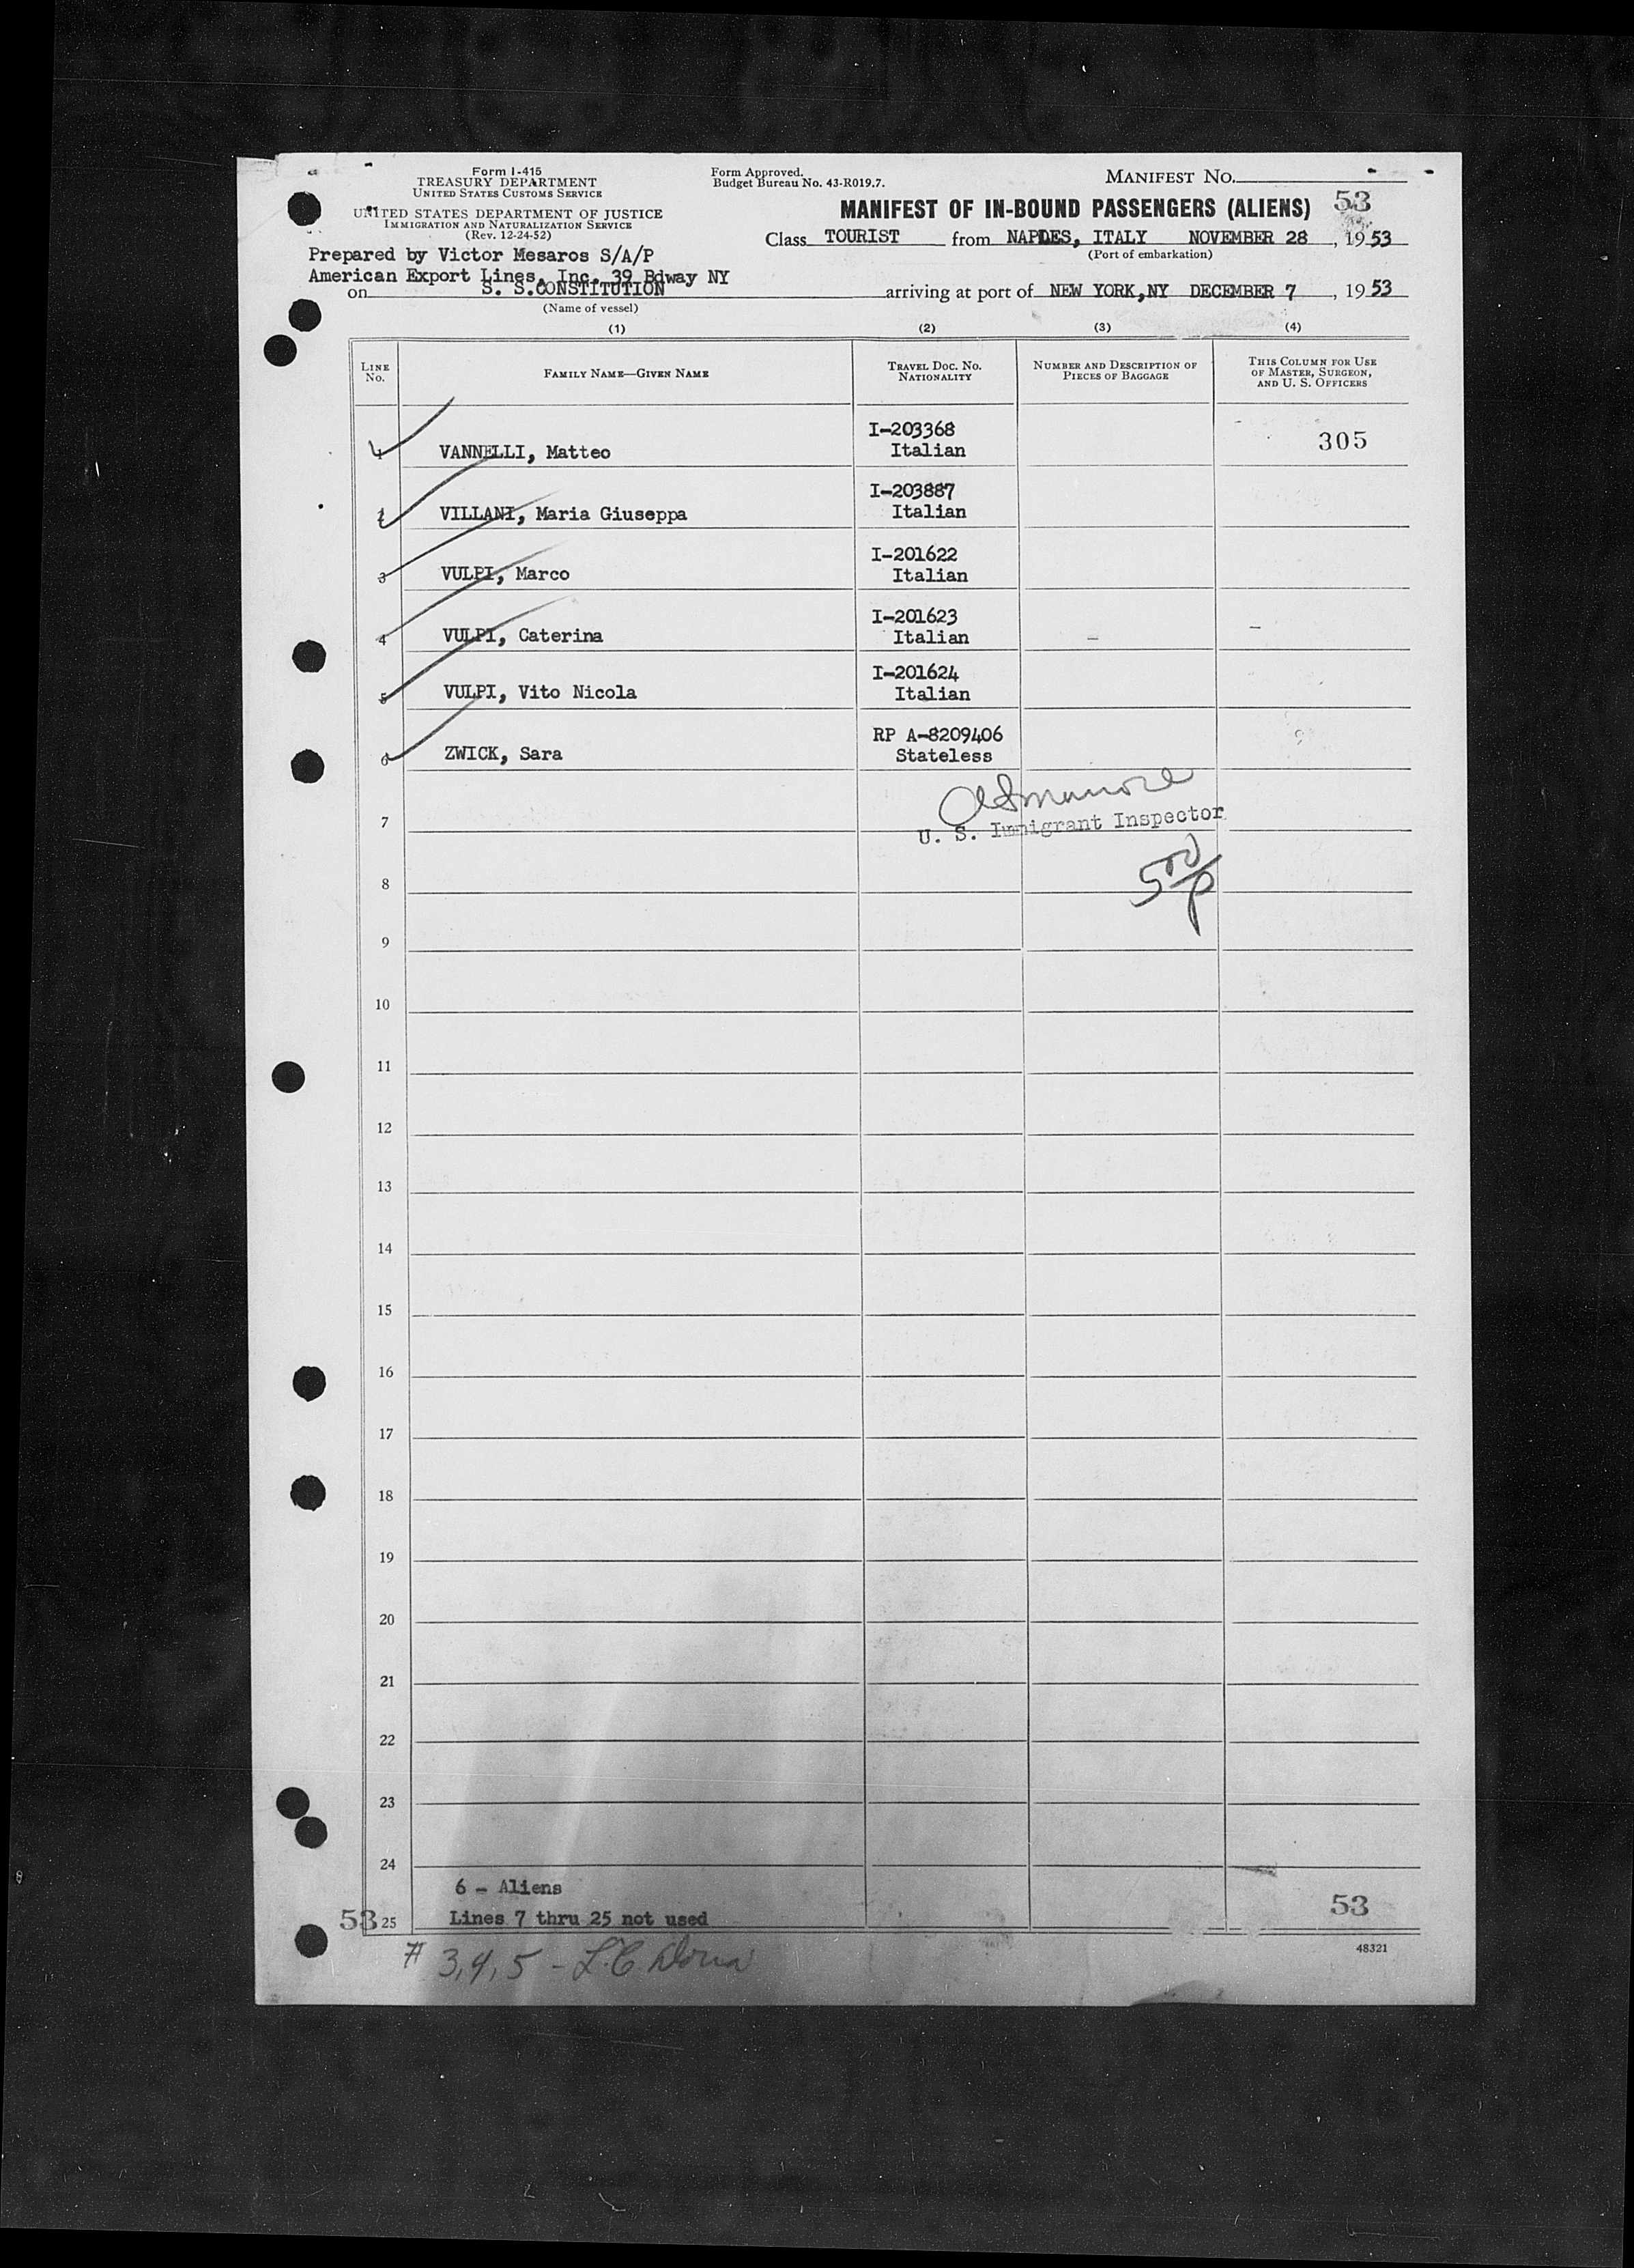 Form I-415
TREASURY DEPARTMENT
UNITED STATES CUSTOMS SERVICE
UNITED STATES DEPARTMENT OF JUSTICE
IMMIGRATION AND NATURALIZATION SERVICE
(Rev. 12-24-52)
Form Approved.
Budget Bureau No. 43-R019.7.
MANIFEST NO.
53
MANIFEST OF IN-BOUND PASSENGERS (ALIENS)
Class TOURIST from NAPLES, ITALY NOVEMBER 28, 1953
(Port of embarkation)
Prepared by Victor Mesaros S/A/P
American Export Lines, Inc. 39 Bdway NY
on S. S. CONSTITUTION arriving at port of NEW YORK,NY DECEMBER 7, 1953
(Name of vessel)
(1) (2) (3) (4)
LINE NO. FAMILY NAME—GIVEN NAME TRAVEL DOC. NO. NATIONALITY NUMBER AND DESCRIPTION OF PIECES OF BAGGAGE THIS COLUMN FOR USE OF MASTER, SURGEON, AND U. S. OFFICERS
I-203368
VANNELLI, Matteo Italian 305
I-203887
VILLANI, Maria Giuseppa Italian
I-201622
3 VULPI, Marco Italian
I-201623
4 VULPI, Caterina Italian
I-201624
5 VULPI, Vito Nicola Italian
RP A-8209406
6 ZWICK, Sara Stateless
7 U. S. Immigrant Inspector
8
9
10
11
12
13
14
15
16
17
18
19
20
21
22
23
24
6 - Aliens
53 25 Lines 7 thru 25 not used 53
48321
# 3,4,5 -